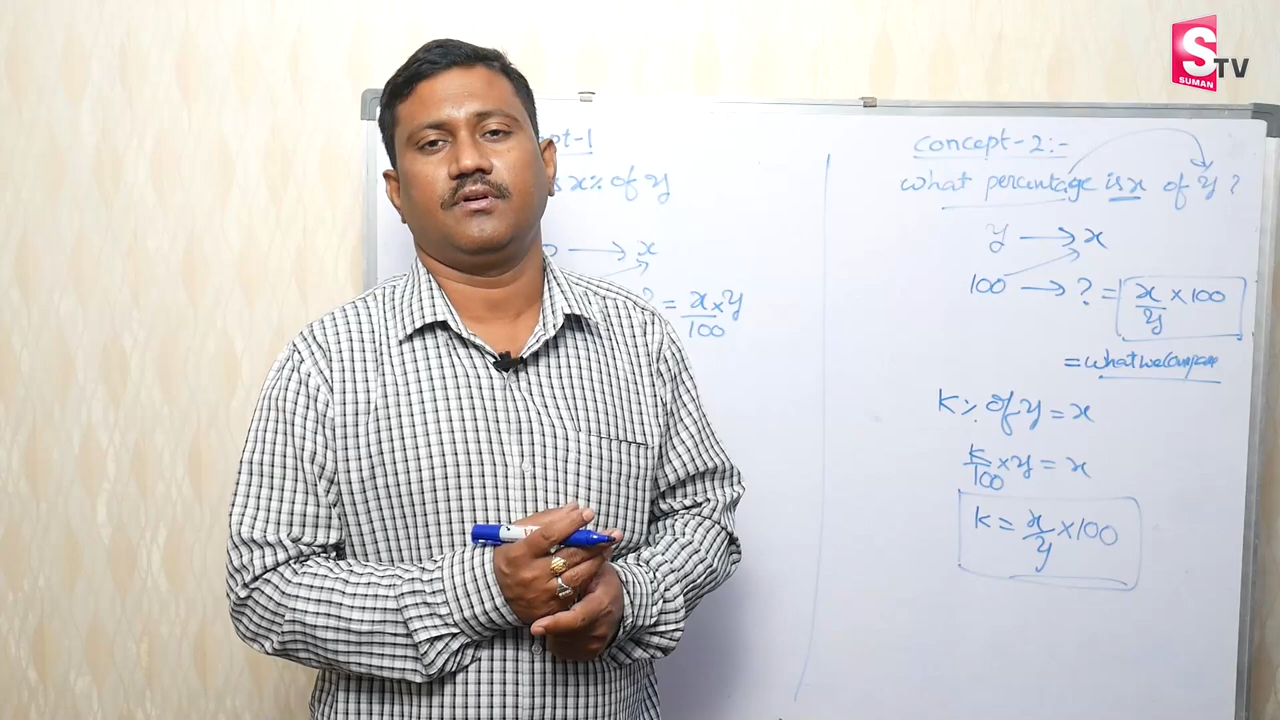 S TV
SUMAN
pt-1
x% of y
→ x
? = x/100 × y
concept-2:-
what percentage is x of y ?
y → x
100 → ? = x/y × 100
= what we compare
K% of y = x
K/100 × y = x
K = x/y × 100